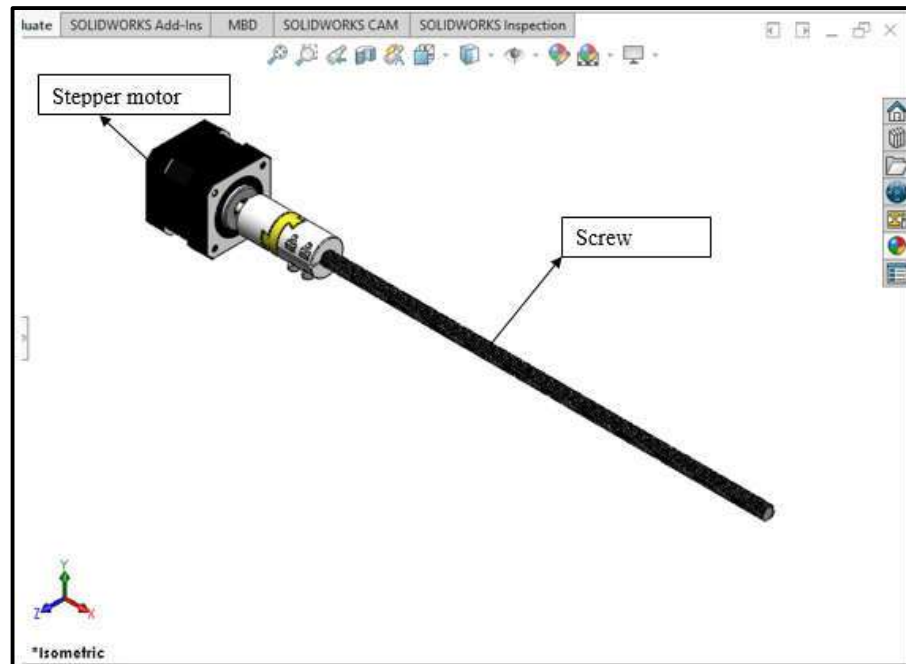 luate SOLIDWORKS Add-Ins MBD SOLIDWORKS CAM SOLIDWORKS Inspection
Stepper motor
Screw
Y
Z X
*Isometric